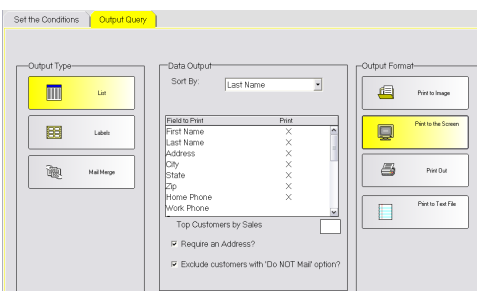 Set the Conditions
Output Query
Output Type
List
Labels
Mail Merge
Data Output
Sort By:
Last Name
Field to Print Print
First Name X
Last Name X
Address X
City X
State X
Zip X
Home Phone X
Work Phone
Top Customers by Sales
Require an Address?
Exclude customers with 'Do NOT Mail' option?
Output Format
Print to Image
Print to the Screen
Print Out
Print to Text File